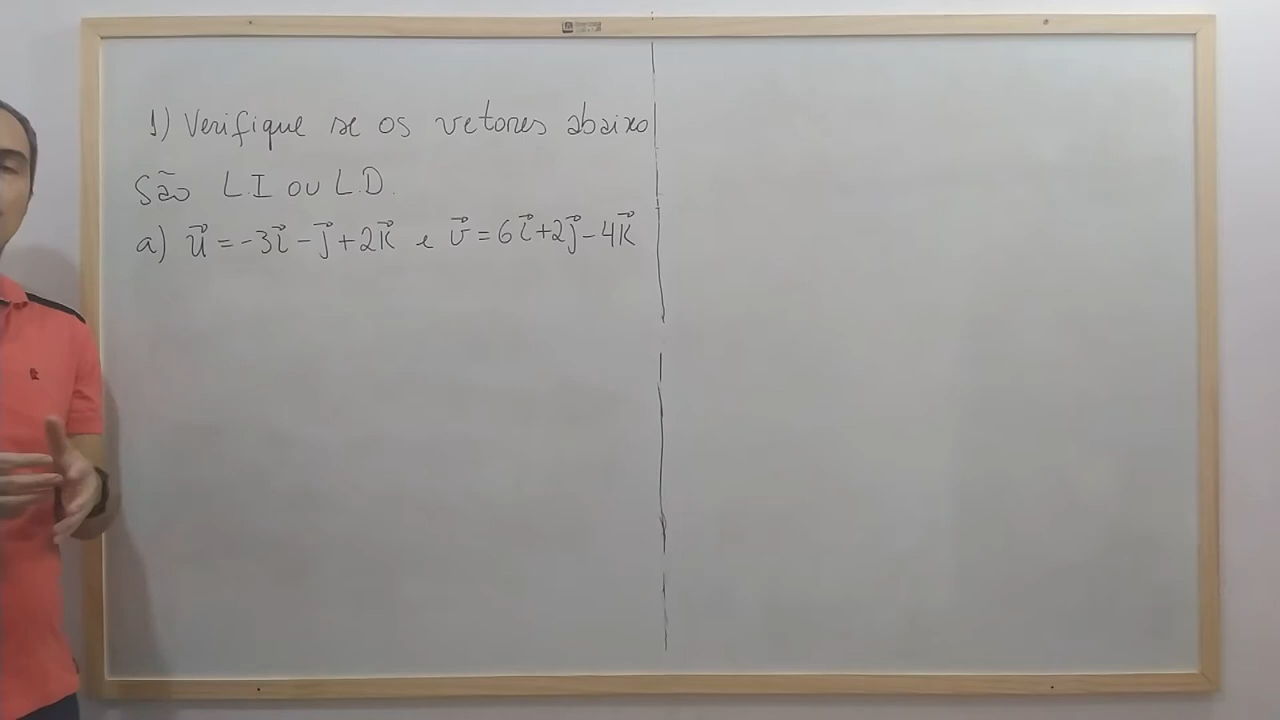 1) Verifique se os vetores abaixo
São L.I ou L.D.
a) u⃗ = -3i⃗ - j⃗ + 2k⃗ e v⃗ = 6i⃗ + 2j⃗ - 4k⃗